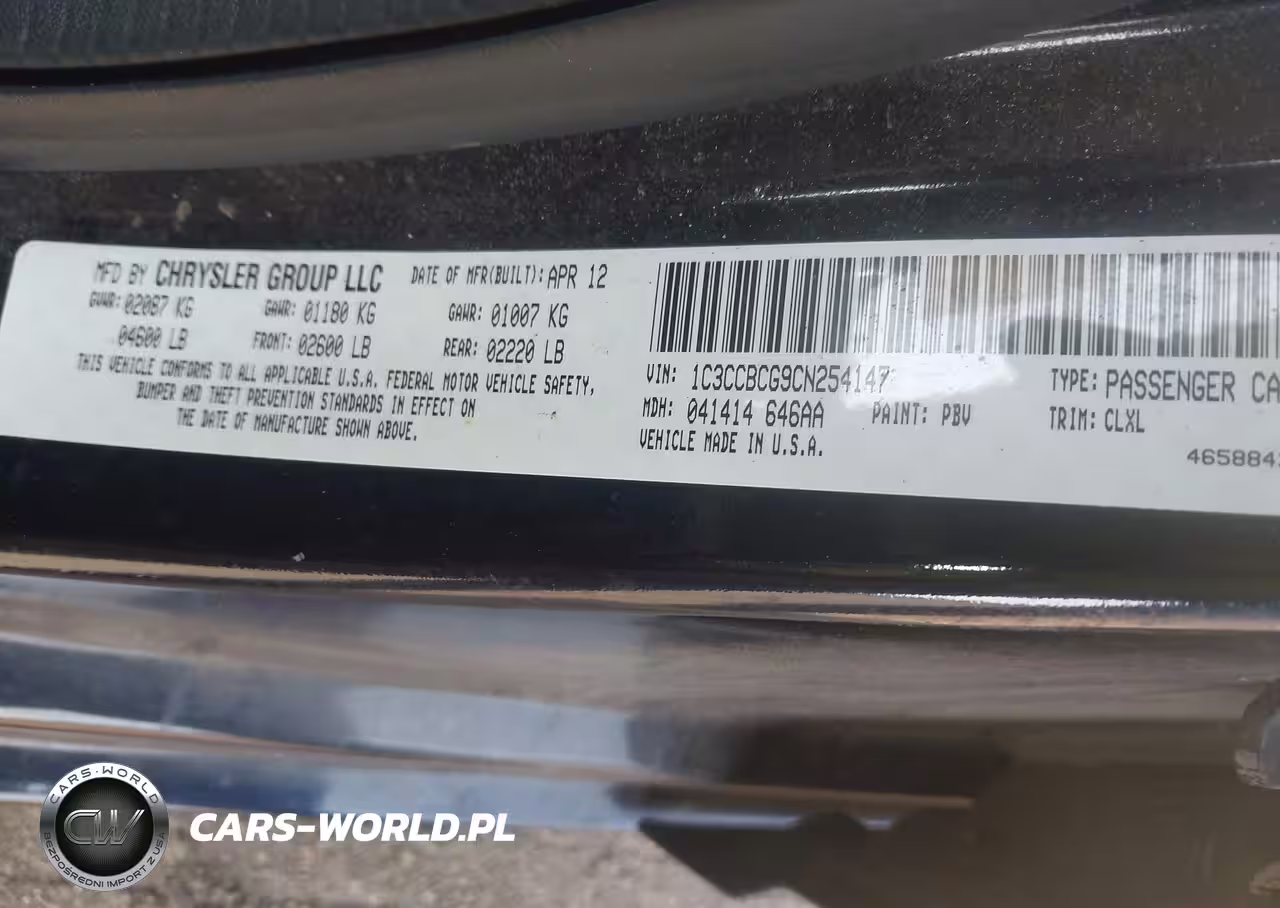 MFD BY CHRYSLER GROUP LLC DATE OF MFR(BUILT): APR 12
GVWR: 02087 KG GAWR: 01180 KG GAWR: 01007 KG
04600 LB FRONT: 02600 LB REAR: 02220 LB
THIS VEHICLE CONFORMS TO ALL APPLICABLE U.S.A. FEDERAL MOTOR VEHICLE SAFETY,
BUMPER AND THEFT PREVENTION STANDARDS IN EFFECT ON
THE DATE OF MANUFACTURE SHOWN ABOVE.
VIN: 1C3CCBCG9CN254147 TYPE: PASSENGER CA
MDH: 041414 646AA PAINT: PBV TRIM: CLXL
VEHICLE MADE IN U.S.A.
465884
CARS-WORLD
CW
BEZPOŚREDNI IMPORT Z USA
CARS-WORLD.PL